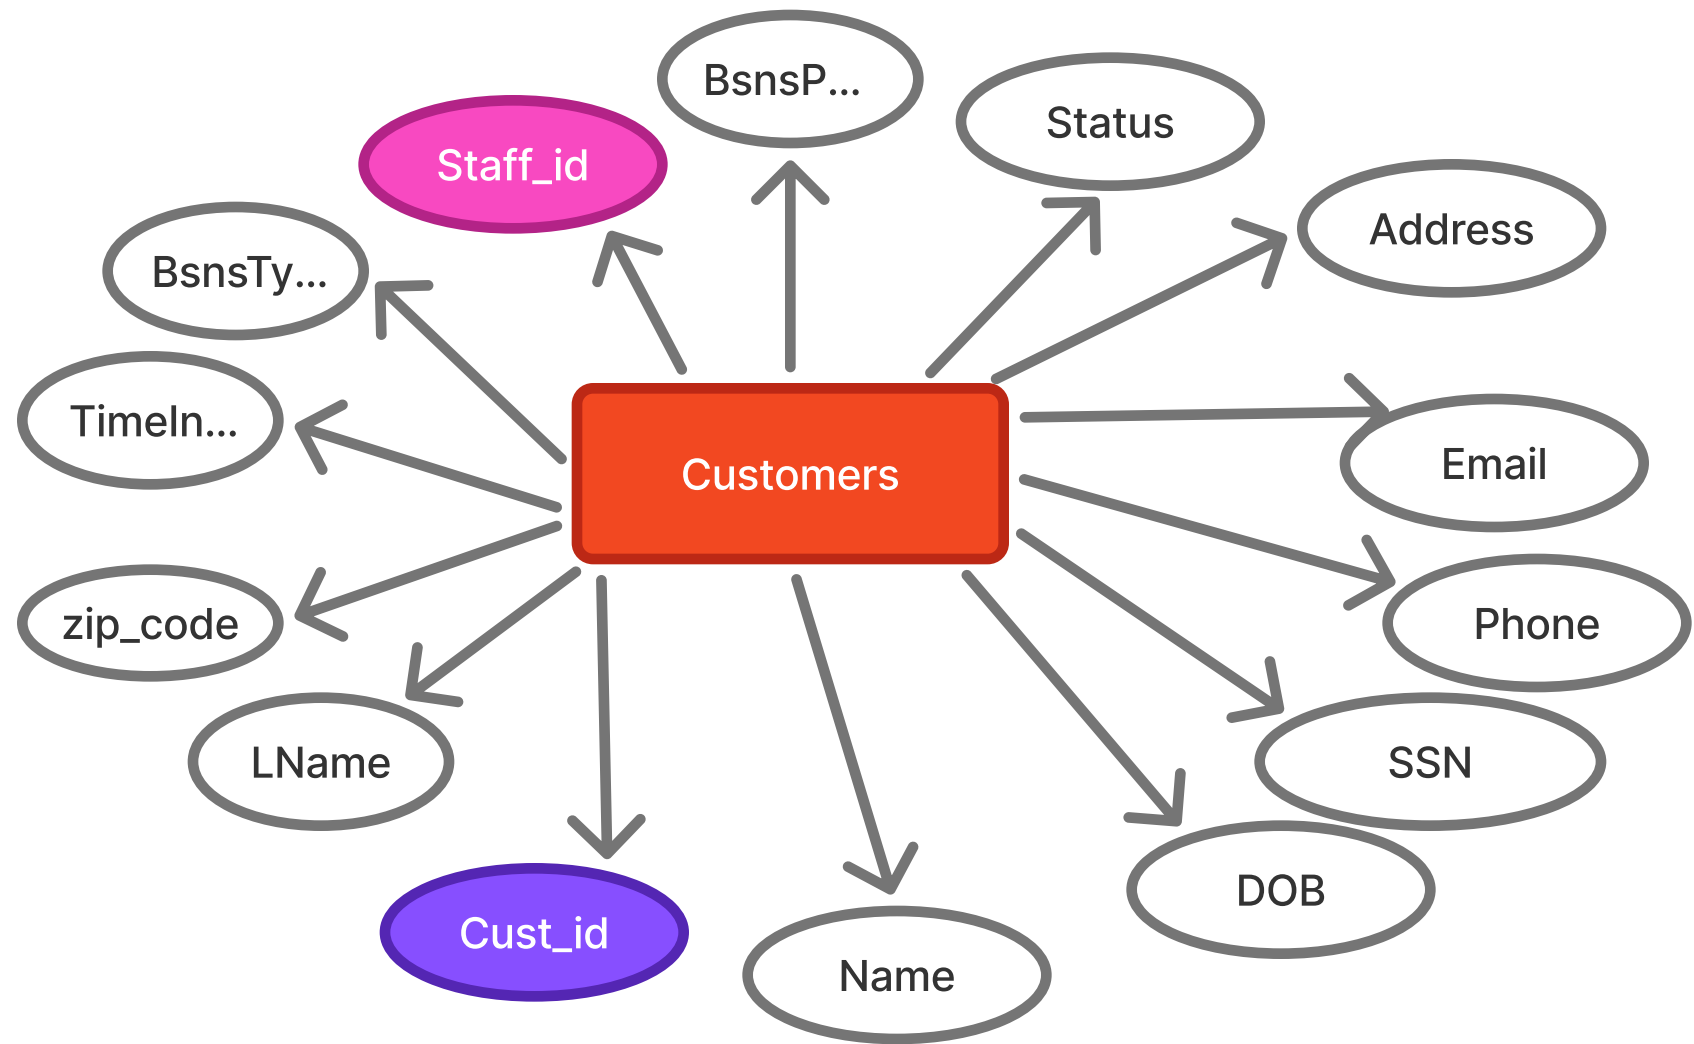 BsnsP...
Status
Staff_id
Address
BsnsTy...
TimeIn...
Customers
Email
zip_code
Phone
LName
SSN
DOB
Cust_id
Name